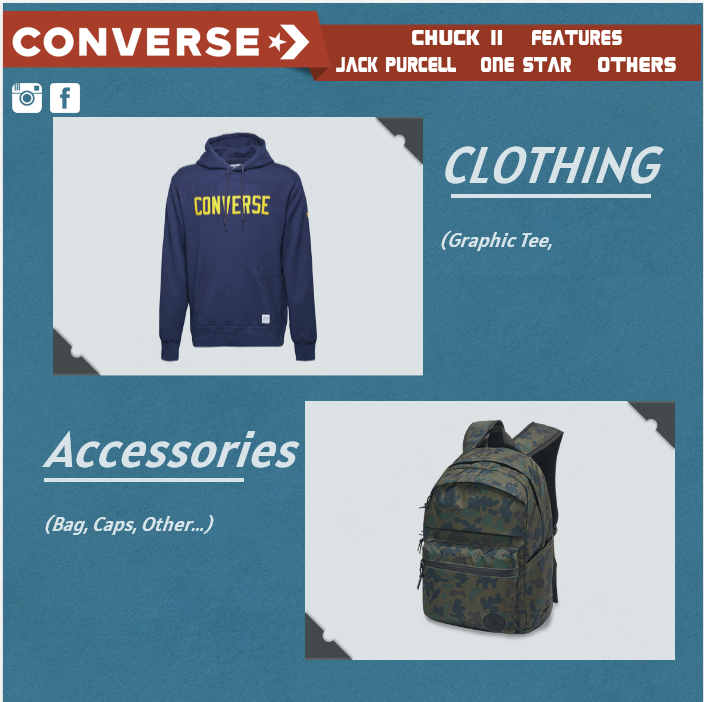 CONVERSE
CHUCK II FEATURES
JACK PURCELL ONE STAR OTHERS
CONVERSE
CLOTHING
(Graphic Tee,
Accessories
(Bag, Caps, Other...)